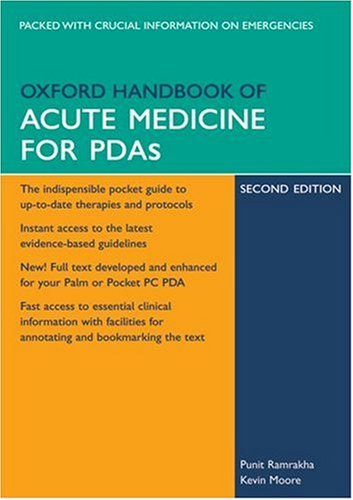 PACKED WITH CRUCIAL INFORMATION ON EMERGENCIES
OXFORD HANDBOOK OF
ACUTE MEDICINE
FOR PDAs
The indispensible pocket guide to
up-to-date therapies and protocols
Instant access to the latest
evidence-based guidelines
New! Full text developed and enhanced
for your Palm or Pocket PC PDA
Fast access to essential clinical
information with facilities for
annotating and bookmarking the text
SECOND EDITION
Punit Ramrakha
Kevin Moore